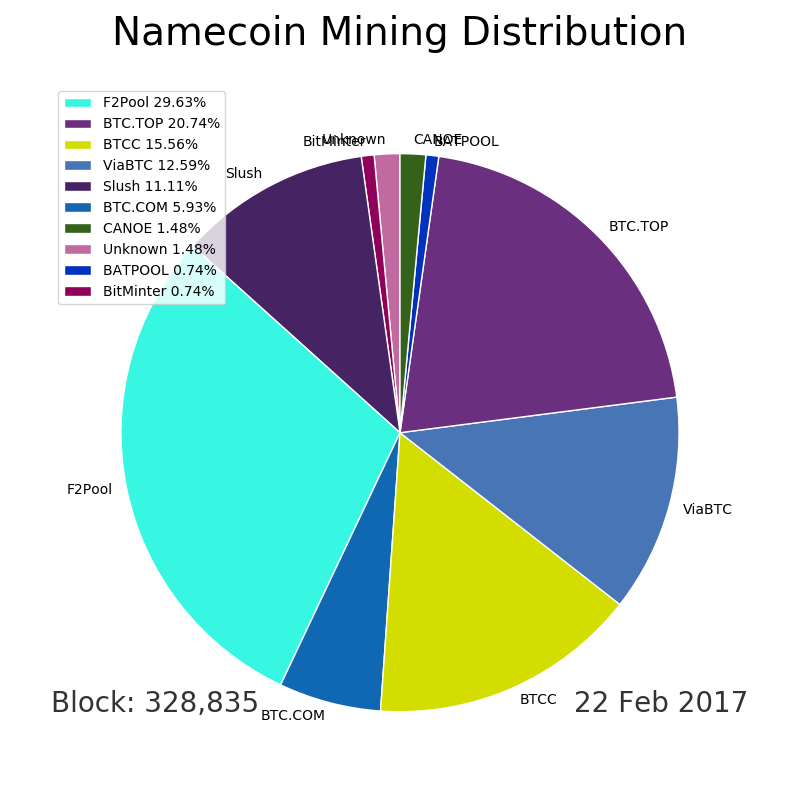 Namecoin Mining Distribution
F2Pool 29.63%
BTC.TOP 20.74%
BTCC 15.56%
ViaBTC 12.59%
Slush 11.11%
BTC.COM 5.93%
CANOE 1.48%
Unknown 1.48%
BATPOOL 0.74%
BitMinter 0.74%
BitMinter
Unknown
CANOE
BATPOOL
Slush
BTC.TOP
F2Pool
ViaBTC
BTCC
BTC.COM
Block: 328,835
22 Feb 2017